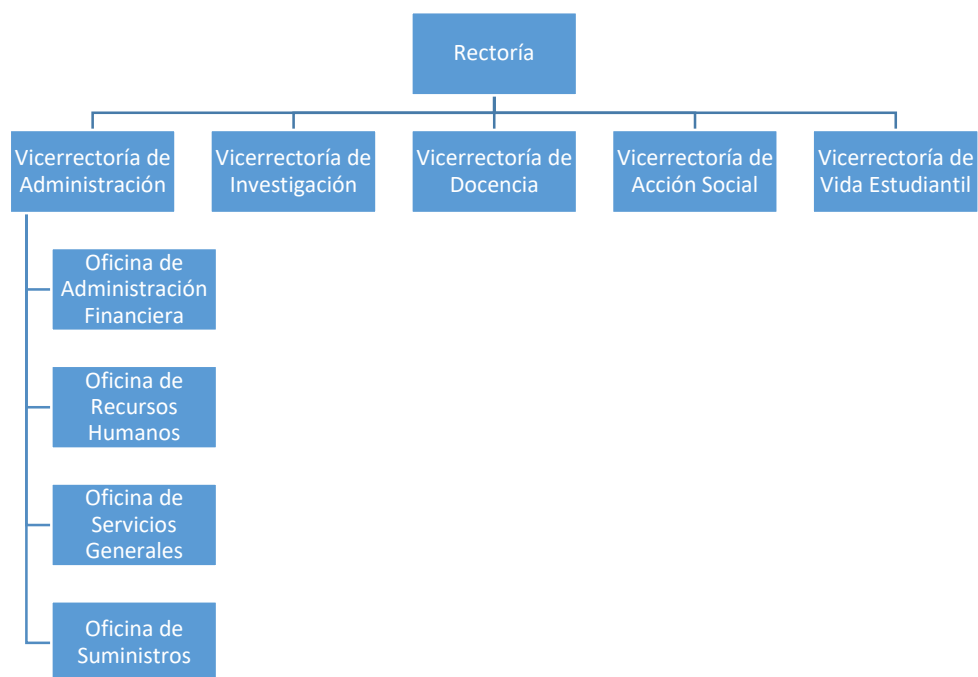 Rectoría
Vicerrectoría de
Administración
Vicerrectoría de
Investigación
Vicerrectoría de
Docencia
Vicerrectoría de
Acción Social
Vicerrectoría de
Vida Estudiantil
Oficina de
Administración
Financiera
Oficina de
Recursos
Humanos
Oficina de
Servicios
Generales
Oficina de
Suministros